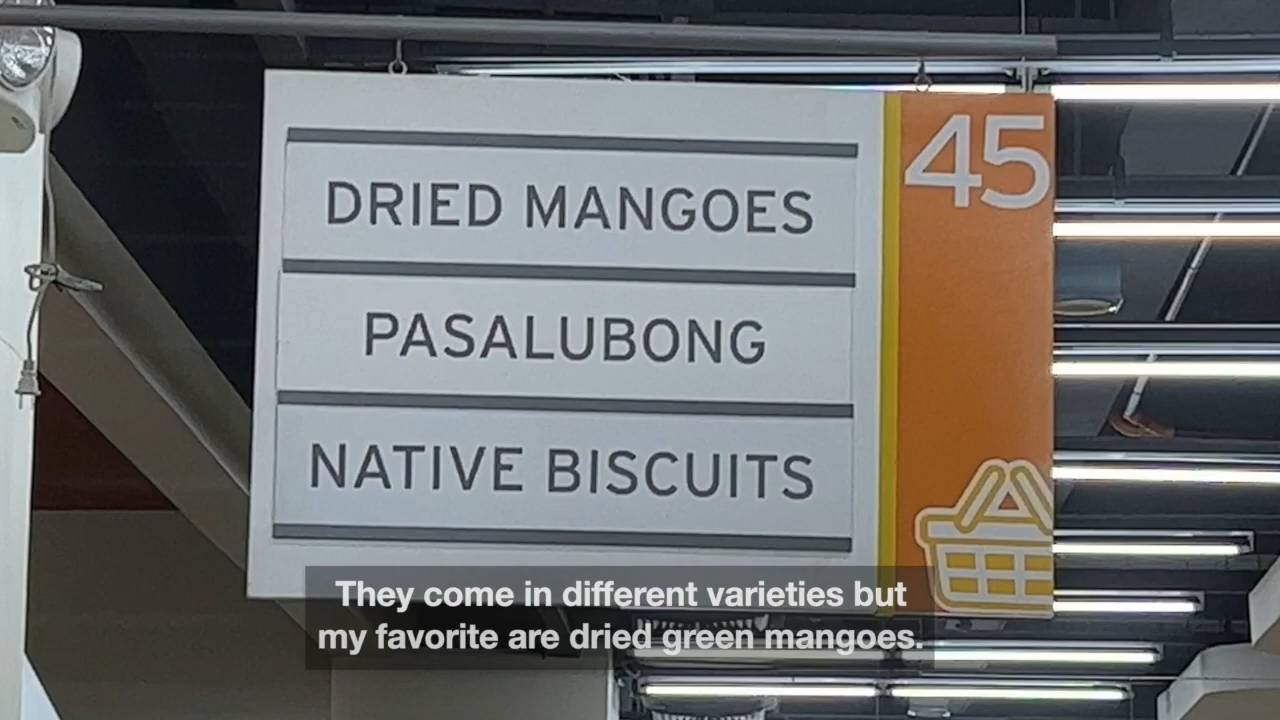 45
DRIED MANGOES
PASALUBONG
NATIVE BISCUITS
They come in different varieties but
my favorite are dried green mangoes.